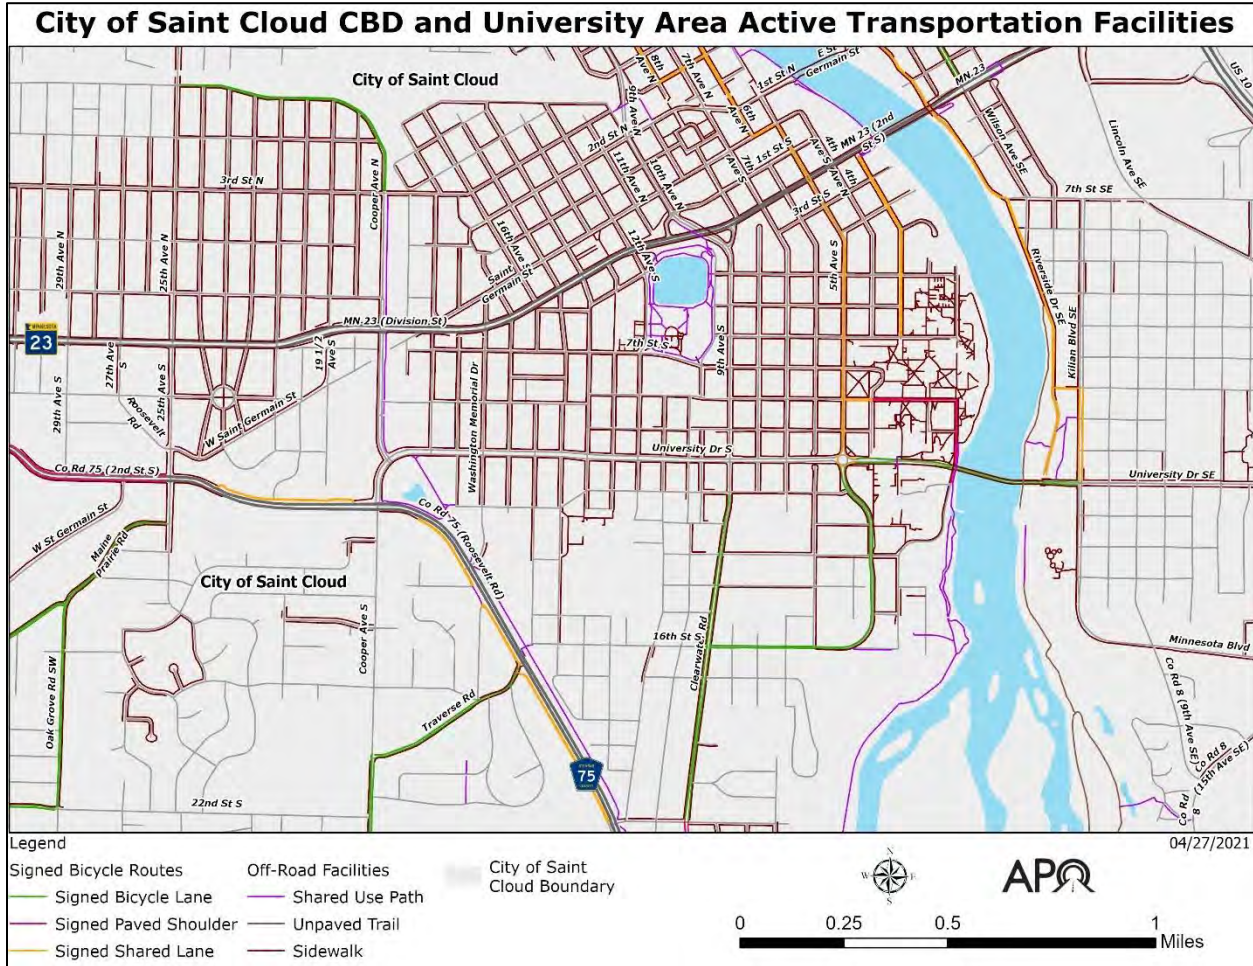 City of Saint Cloud CBD and University Area Active Transportation Facilities
City of Saint Cloud
8th
Ave N
7th Ave N
6th
Ave N
9th Ave N
1st St N
E St
Germain St
MN 23
US 10
2nd St N
11th Ave N
10th Ave N
7th
Ave S
1st St S
4th
Ave N
4th
Ave S
MN 23 (2nd
St S)
Wilson Ave SE
Lincoln Ave SE
3rd St N
Cooper Ave N
3rd St S
7th St SE
29th Ave N
25th Ave N
16th Ave S
Saint
Germain St
12th Ave S
5th Ave S
Riverside Dr SE
Kilian Blvd SE
MN 23 (Division St)
MINNESOTA
23
27th Ave
S
19 1/2
Ave S
7th St S
9th Ave S
29th Ave S
25th Ave S
Roosevelt
Rd
W Saint Germain St
Washington Memorial Dr
University Dr S
University Dr SE
Co Rd 75 (2nd St S)
W St Germain St
Maine
Prairie Rd
Co Rd 75 (Roosevelt Rd)
City of Saint Cloud
Oak Grove Rd SW
Cooper Ave S
Traverse Rd
16th St S
Clearwater Rd
Minnesota Blvd
Co Rd 8 (9th Ave SE)
Co Rd 8
(15th Ave SE)
Co Rd
8
75
22nd St S
Legend
04/27/2021
Signed Bicycle Routes
Signed Bicycle Lane
Signed Paved Shoulder
Signed Shared Lane
Off-Road Facilities
Shared Use Path
Unpaved Trail
Sidewalk
City of Saint
Cloud Boundary
N
W E
S
APO
0 0.25 0.5 1
Miles